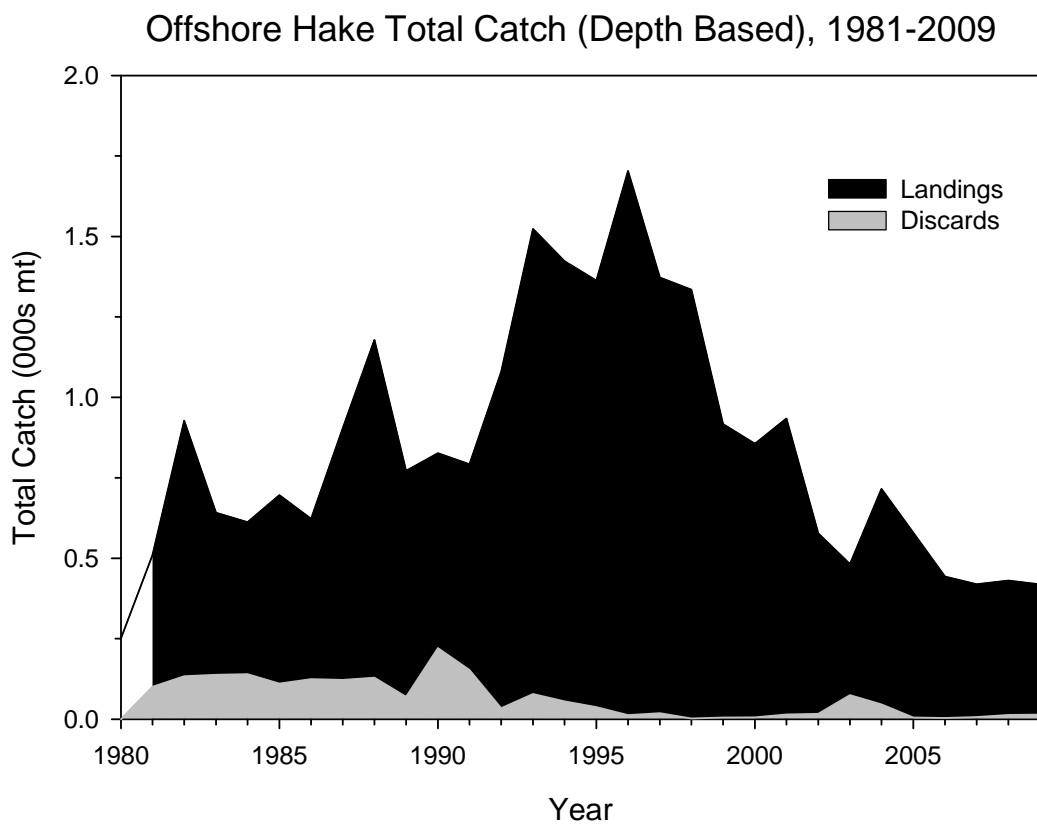 Offshore Hake Total Catch (Depth Based), 1981-2009
2.0
1.5
1.0
0.5
0.0
Total Catch (000s mt)
Landings
Discards
1980 1985 1990 1995 2000 2005
Year